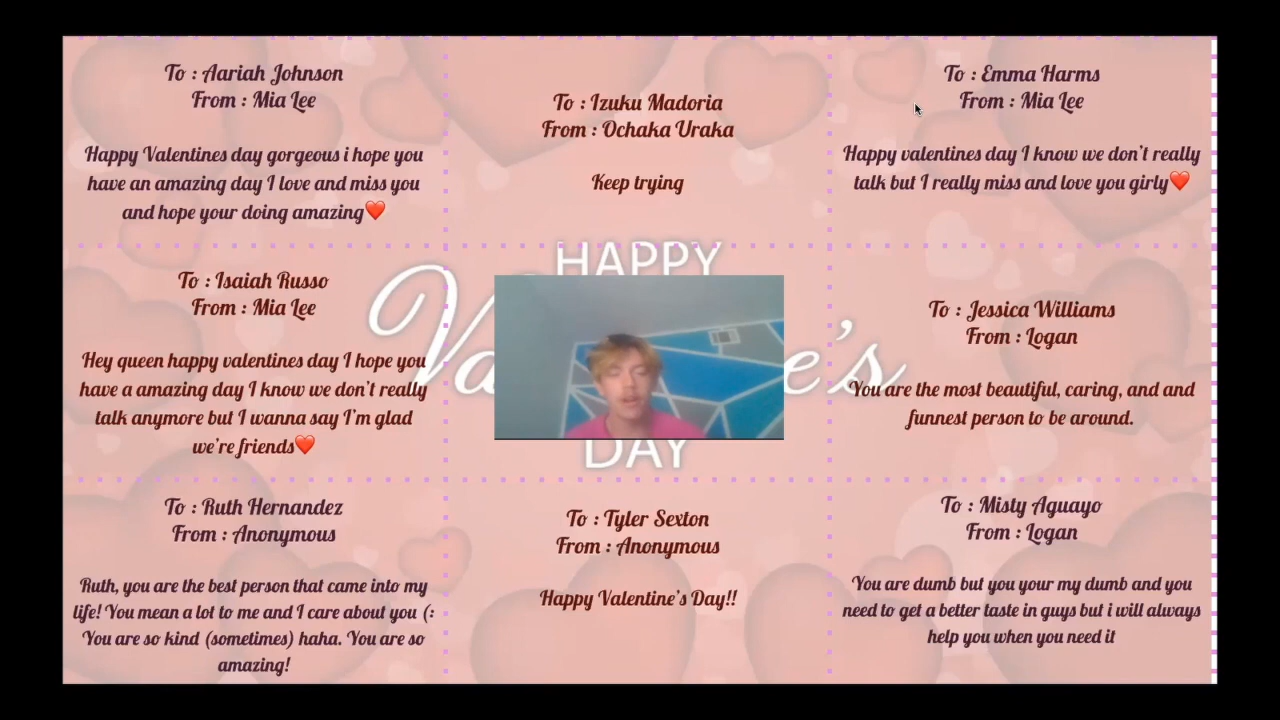 To : Aariah Johnson
From : Mia Lee
Happy Valentines day gorgeous i hope you
have an amazing day I love and miss you
and hope your doing amazing❤️
To : Izuku Madoria
From : Ochaka Uraka
Keep trying
To : Emma Harms
From : Mia Lee
Happy valentines day I know we don't really
talk but I really miss and love you girly❤️
HAPPY
Va e's
DAY
To : Isaiah Russo
From : Mia Lee
Hey queen happy valentines day I hope you
have a amazing day I know we don't really
talk anymore but I wanna say I'm glad
we're friends❤️
To : Jessica Williams
From : Logan
You are the most beautiful, caring, and and
funnest person to be around.
To : Ruth Hernandez
From : Anonymous
Ruth, you are the best person that came into my
life! You mean a lot to me and I care about you (:
You are so kind (sometimes) haha. You are so
amazing!
To : Tyler Sexton
From : Anonymous
Happy Valentine's Day!!
To : Misty Aguayo
From : Logan
You are dumb but you your my dumb and you
need to get a better taste in guys but i will always
help you when you need it